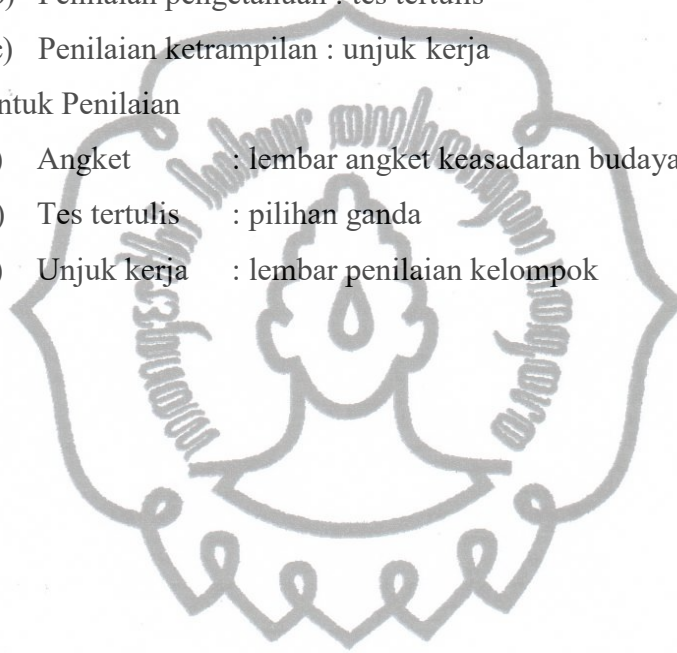 Penilaian pengetahuan : tes tertulis
c) Penilaian ketrampilan : unjuk kerja
ntuk Penilaian
) Angket : lembar angket keasadaran budaya
) Tes tertulis : pilihan ganda
) Unjuk kerja : lembar penilaian kelompok